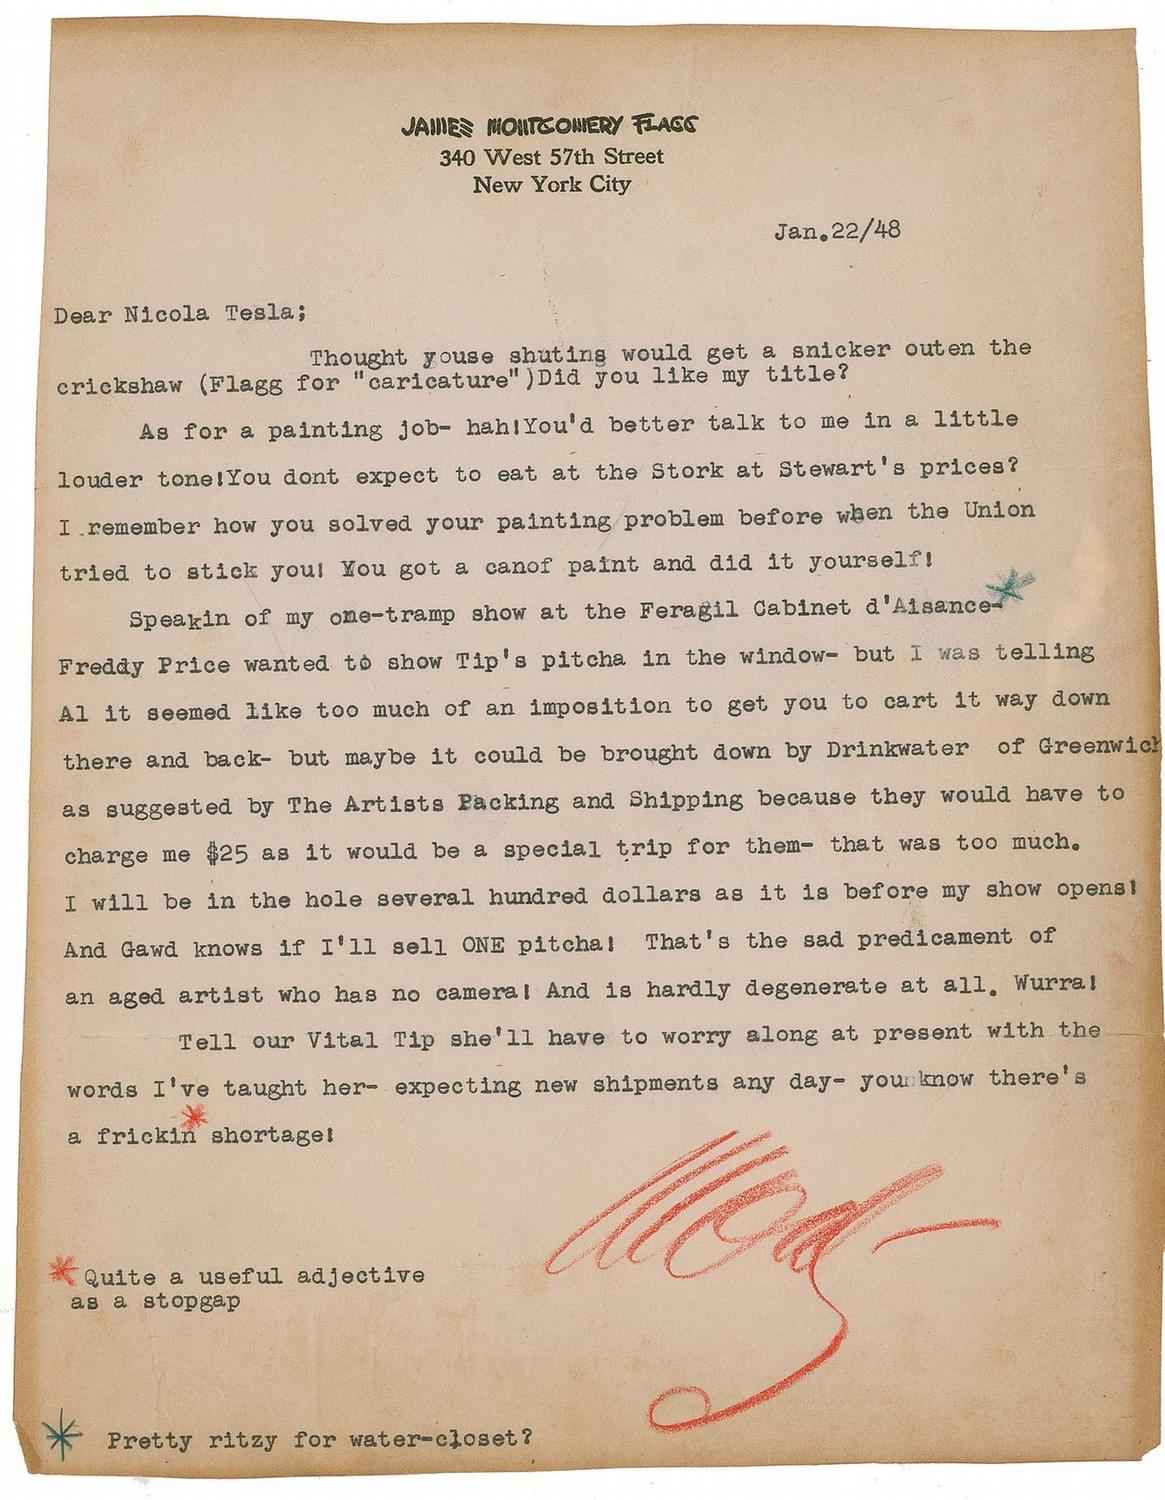 JAMES MONTGOMERY FLAGG
340 West 57th Street
New York City
Jan.22/48
Dear Nicola Tesla;
Thought youse shutins would get a snicker outen the
crickshaw (Flagg for "caricature")Did you like my title?
As for a painting job- hah!You'd better talk to me in a little
louder tone!You dont expect to eat at the Stork at Stewart's prices?
I remember how you solved your painting problem before when the Union
tried to stick you! You got a canof paint and did it yourself!
Speakin of my one-tramp show at the Feragil Cabinet d'Aisance-*
Freddy Price wanted to show Tip's pitcha in the window- but I was telling
Al it seemed like too much of an imposition to get you to cart it way down
there and back- but maybe it could be brought down by Drinkwater of Greenwich
as suggested by The Artists Packing and Shipping because they would have to
charge me $25 as it would be a special trip for them- that was too much.
I will be in the hole several hundred dollars as it is before my show opens!
And Gawd knows if I'll sell ONE pitcha! That's the sad predicament of
an aged artist who has no camera! And is hardly degenerate at all. Wurra!
Tell our Vital Tip she'll have to worry along at present with the
words I've taught her- expecting new shipments any day- you know there's
a frickin* shortage!
* Quite a useful adjective
as a stopgap
* Pretty ritzy for water-closet?